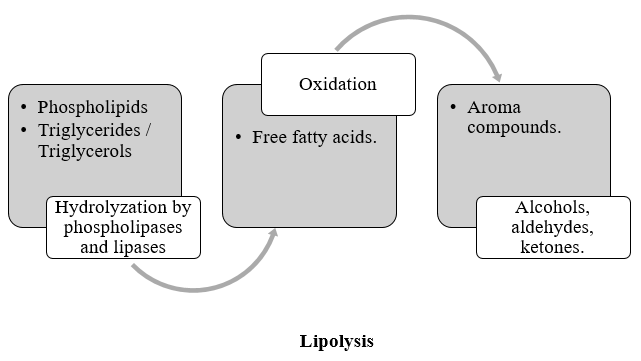 • Phospholipids
• Triglycerides /
Triglycerols
Hydrolyzation by
phospholipases
and lipases
Oxidation
• Free fatty acids.
• Aroma
compounds.
Alcohols,
aldehydes,
ketones.
Lipolysis